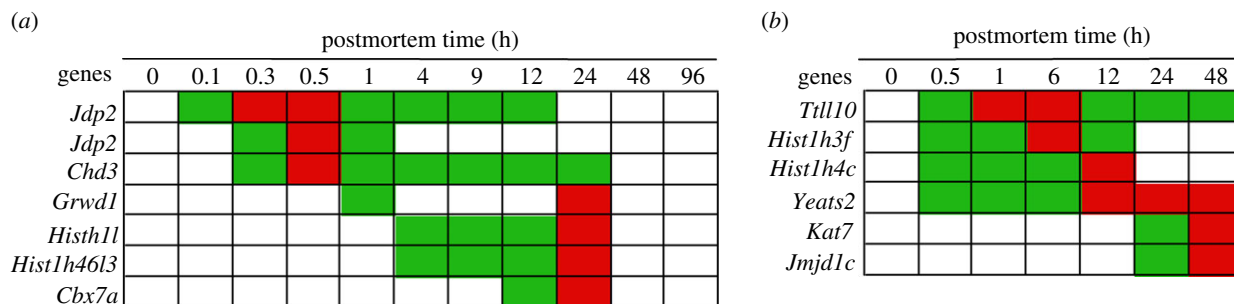 (a)
postmortem time (h)
genes 0 0.1 0.3 0.5 1 4 9 12 24 48 96
Jdp2
Jdp2
Chd3
Grwd1
Histh1l
Hist1h46l3
Cbx7a
(b)
postmortem time (h)
genes 0 0.5 1 6 12 24 48
Ttll10
Hist1h3f
Hist1h4c
Yeats2
Kat7
Jmjd1c